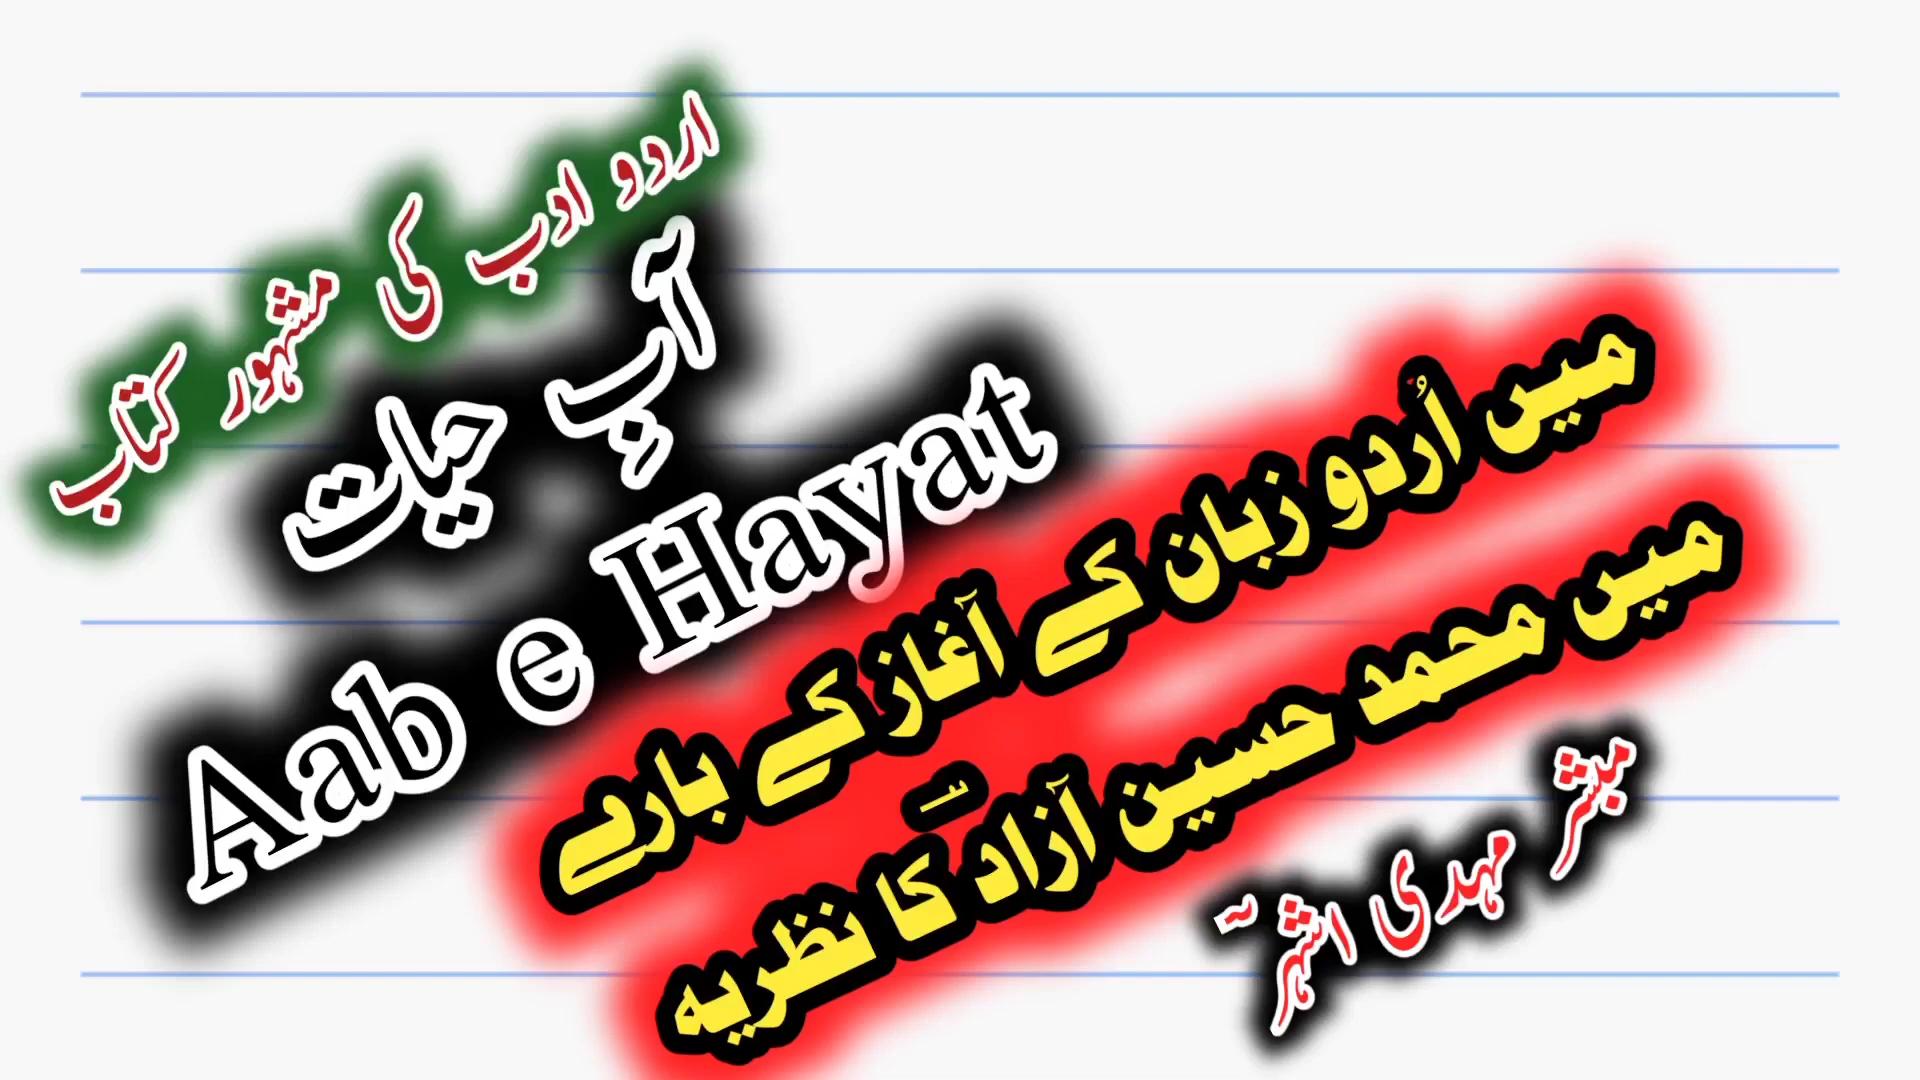 اردو ادب کی مشہور کتاب
آبِ حیات
Aab e Hayat
میں اُردو زبان کے آغاز کے بارے
میں محمد حسین آزادؔ کا نظریہ
مبشر مہدی اشہرؔ